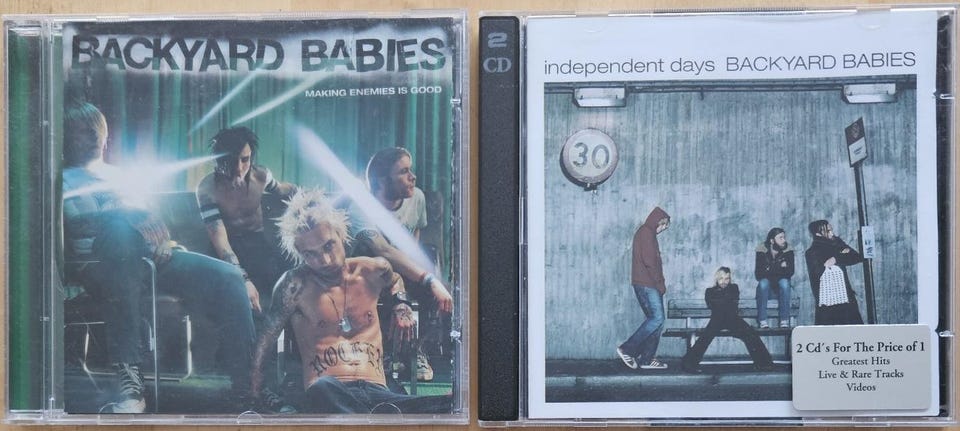 BACKYARD BABIES
MAKING ENEMIES IS GOOD
2
CD
independent days BACKYARD BABIES
30
2 Cd´s For The Price of 1
Greatest Hits
Live & Rare Tracks
Videos